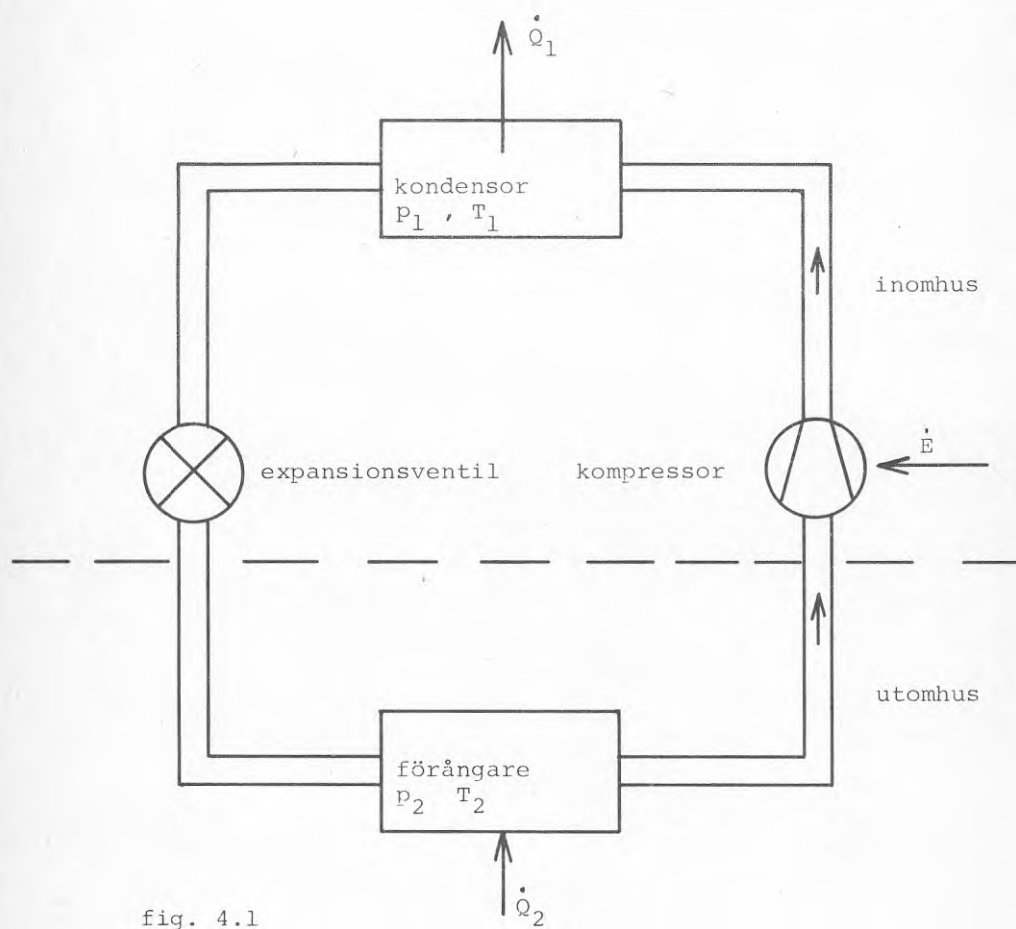 Q̇₁
kondensor
p₁ , T₁
inomhus
expansionsventil
kompressor
Ė
utomhus
förångare
p₂ T₂
Q̇₂
fig. 4.1